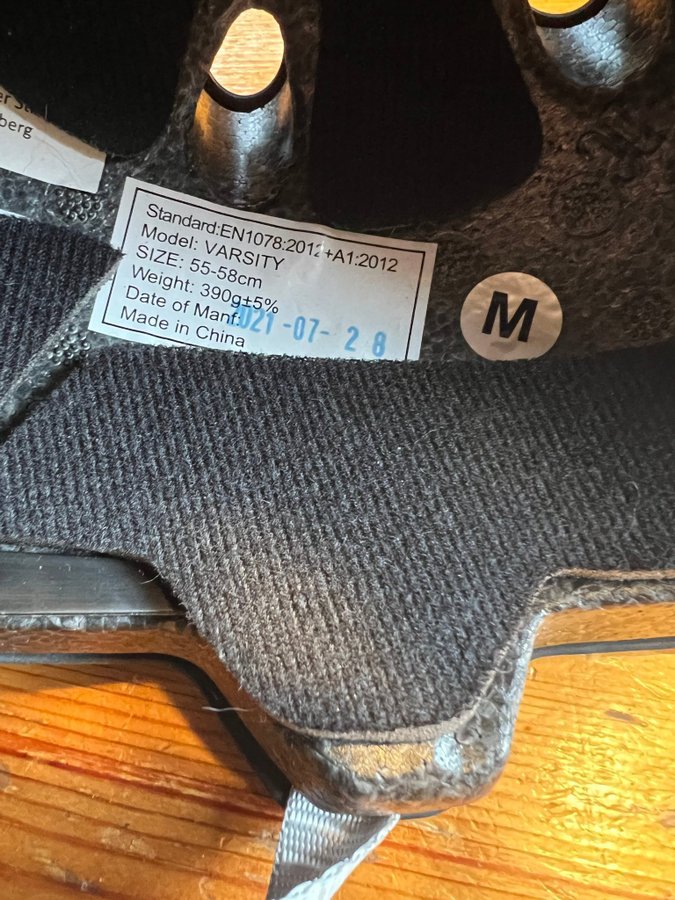 berg
Standard:EN1078:2012+A1:2012
Model: VARSITY
SIZE: 55-58cm
Weight: 390g±5%
Date of Manf: 2021-07-28
Made in China
M